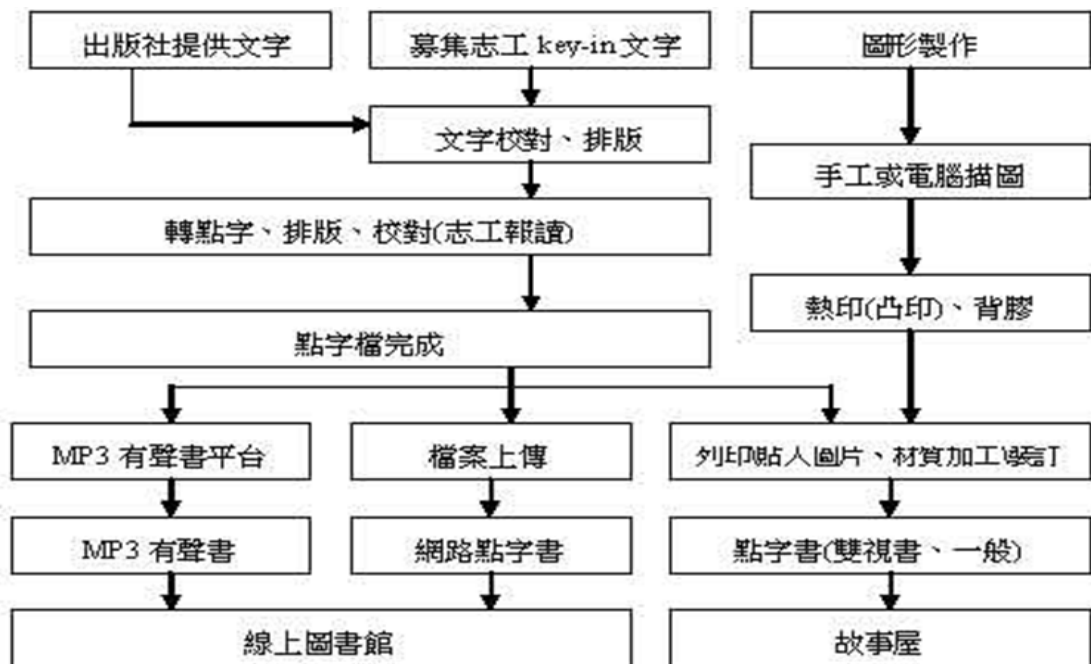 出版社提供文字
募集志工 key-in 文字
圖形製作
文字校對、排版
手工或電腦描圖
轉點字、排版、校對(志工報讀)
熱印(凸印)、背膠
點字檔完成
MP3 有聲書平台
檔案上傳
列印\貼入圖片、材質加工\裝訂
MP3 有聲書
網路點字書
點字書(雙視書、一般)
線上圖書館
故事屋